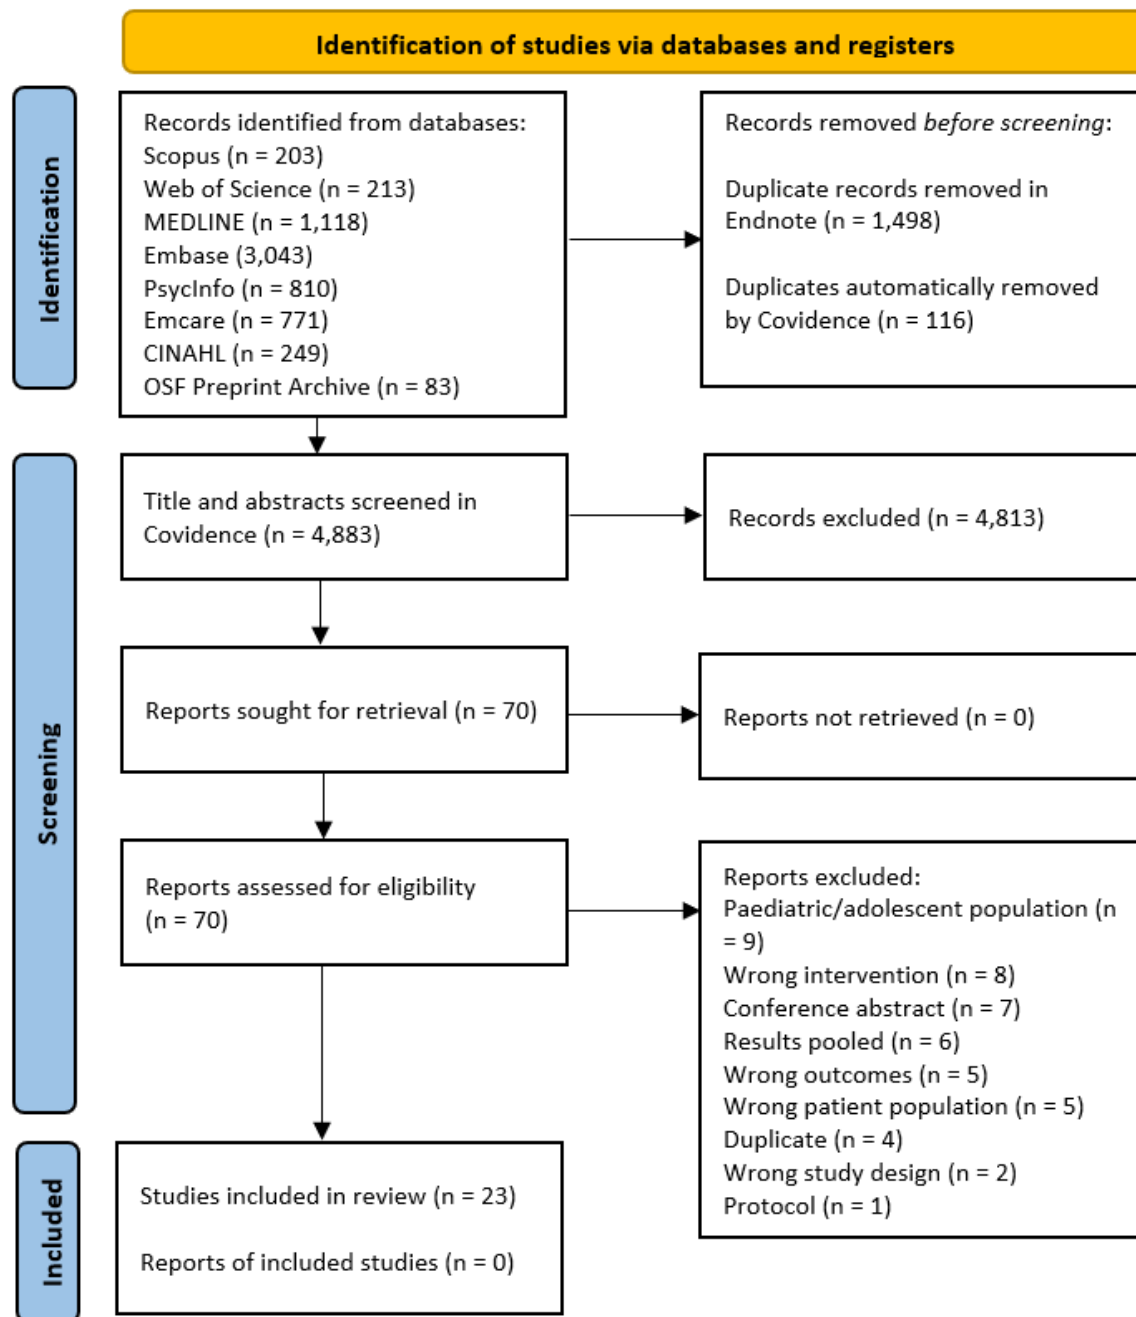 Identification of studies via databases and registers
Identification
Records identified from databases:
Scopus (n = 203)
Web of Science (n = 213)
MEDLINE (n = 1,118)
Embase (3,043)
PsycInfo (n = 810)
Emcare (n = 771)
CINAHL (n = 249)
OSF Preprint Archive (n = 83)
Records removed before screening:
Duplicate records removed in
Endnote (n = 1,498)
Duplicates automatically removed
by Covidence (n = 116)
Screening
Title and abstracts screened in
Covidence (n = 4,883)
Records excluded (n = 4,813)
Reports sought for retrieval (n = 70)
Reports not retrieved (n = 0)
Reports assessed for eligibility
(n = 70)
Reports excluded:
Paediatric/adolescent population (n
= 9)
Wrong intervention (n = 8)
Conference abstract (n = 7)
Results pooled (n = 6)
Wrong outcomes (n = 5)
Wrong patient population (n = 5)
Duplicate (n = 4)
Wrong study design (n = 2)
Protocol (n = 1)
Included
Studies included in review (n = 23)
Reports of included studies (n = 0)